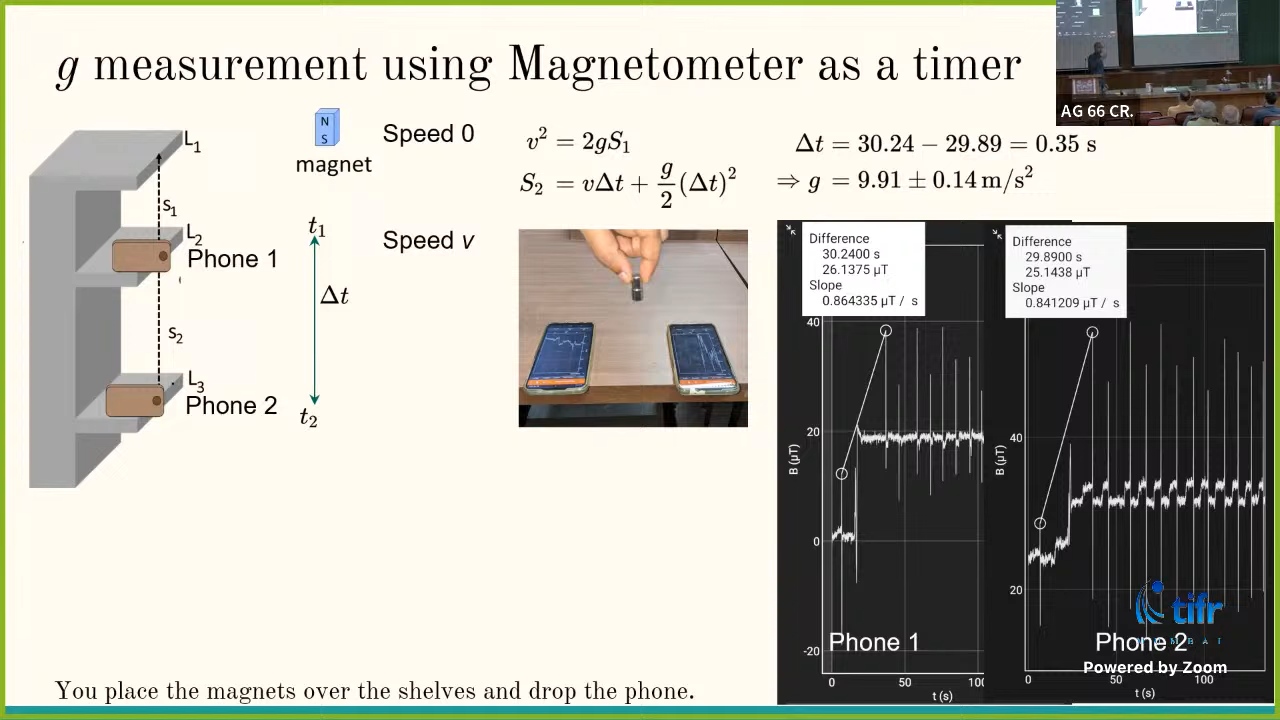 g measurement using Magnetometer as a timer
AG 66 CR.
L1
S1
L2
Phone 1
S2
L3
Phone 2
N
S
magnet
Speed 0
t1
Speed v
Δt
t2
v² = 2gS₁
S₂ = vΔt + g/2 (Δt)²
Δt = 30.24 − 29.89 = 0.35 s
⇒ g = 9.91 ± 0.14 m/s²
Difference
30.2400 s
26.1375 µT
Slope
0.864335 µT / s
40
20
0
-20
B (µT)
0
50
100
t (s)
Phone 1
Difference
29.8900 s
25.1438 µT
Slope
0.841209 µT / s
40
20
B (µT)
0
100
t (s)
Phone 2
tifr
MUMBAI
Powered by Zoom
You place the magnets over the shelves and drop the phone.